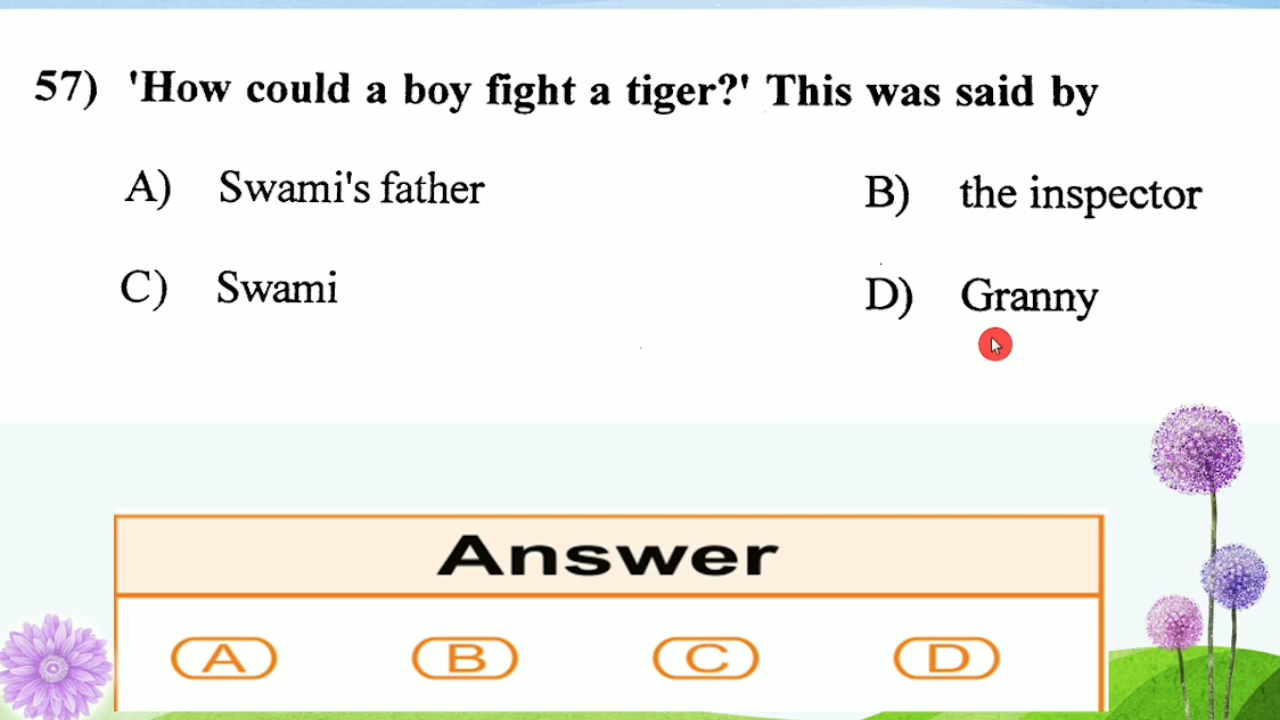 57) 'How could a boy fight a tiger?' This was said by
A) Swami's father B) the inspector
C) Swami D) Granny
Answer
A B C D